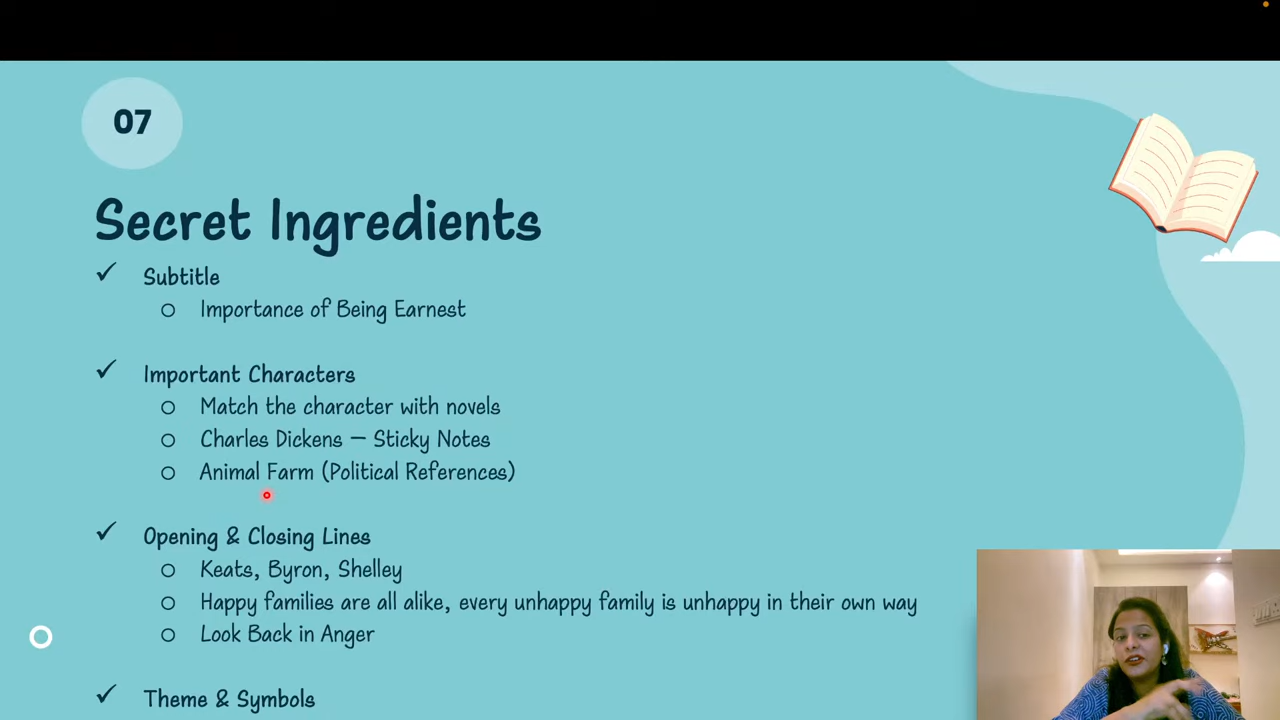 07
Secret Ingredients
Subtitle
Importance of Being Earnest
Important Characters
Match the character with novels
Charles Dickens – Sticky Notes
Animal Farm (Political References)
Opening & Closing Lines
Keats, Byron, Shelley
Happy families are all alike, every unhappy family is unhappy in their own way
Look Back in Anger
Theme & Symbols